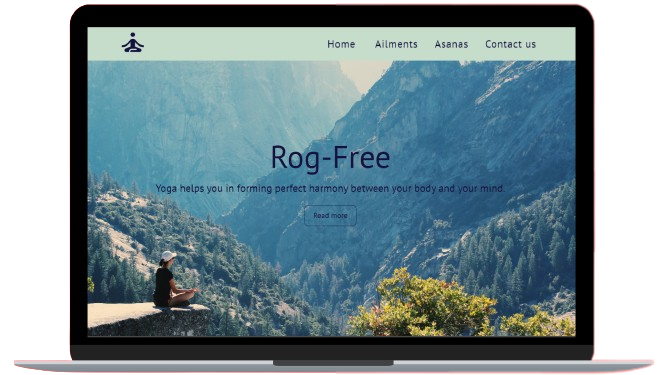 Home Ailments Asanas Contact us
Rog-Free
Yoga helps you in forming perfect harmony between your body and your mind.
Read more